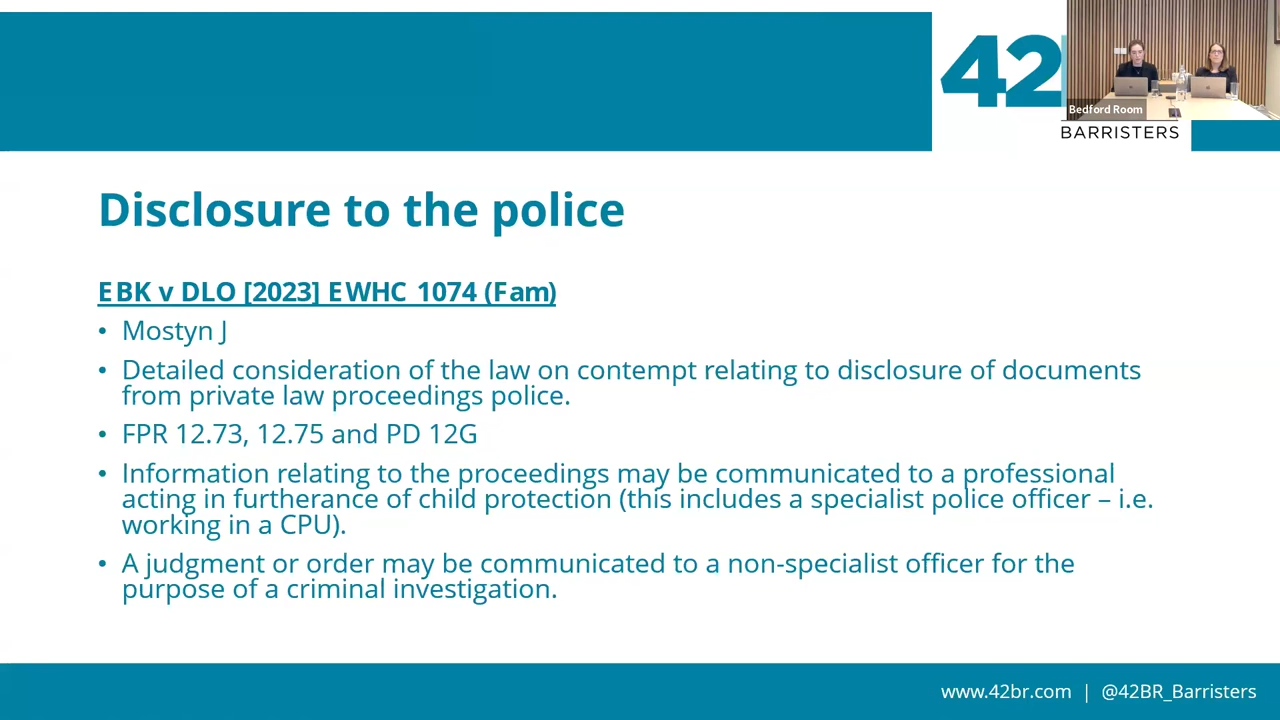 42
Bedford Room
BARRISTERS
Disclosure to the police
EBK v DLO [2023] EWHC 1074 (Fam)
• Mostyn J
• Detailed consideration of the law on contempt relating to disclosure of documents
from private law proceedings police.
• FPR 12.73, 12.75 and PD 12G
• Information relating to the proceedings may be communicated to a professional
acting in furtherance of child protection (this includes a specialist police officer – i.e.
working in a CPU).
• A judgment or order may be communicated to a non-specialist officer for the
purpose of a criminal investigation.
www.42br.com | @42BR_Barristers